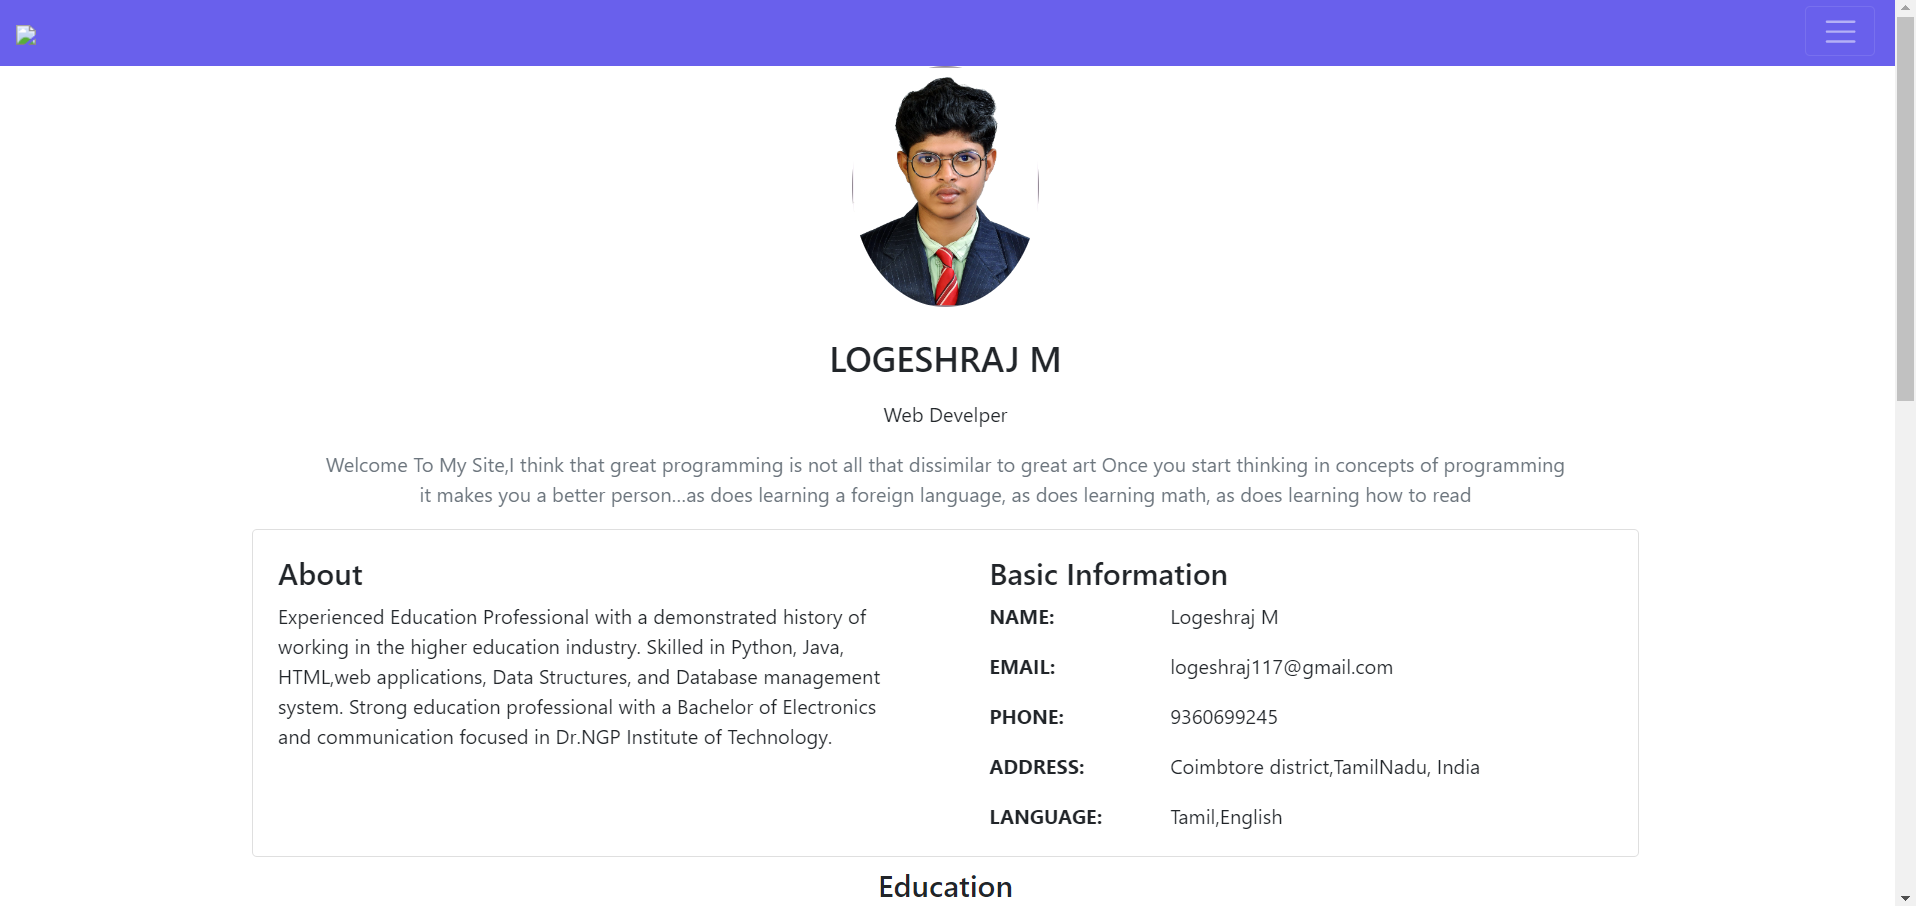 LOGESHRAJ M
Web Develper
Welcome To My Site,I think that great programming is not all that dissimilar to great art Once you start thinking in concepts of programming
it makes you a better person...as does learning a foreign language, as does learning math, as does learning how to read
About
Experienced Education Professional with a demonstrated history of
working in the higher education industry. Skilled in Python, Java,
HTML,web applications, Data Structures, and Database management
system. Strong education professional with a Bachelor of Electronics
and communication focused in Dr.NGP Institute of Technology.
Basic Information
NAME: Logeshraj M
EMAIL: logeshraj117@gmail.com
PHONE: 9360699245
ADDRESS: Coimbtore district,TamilNadu, India
LANGUAGE: Tamil,English
Education